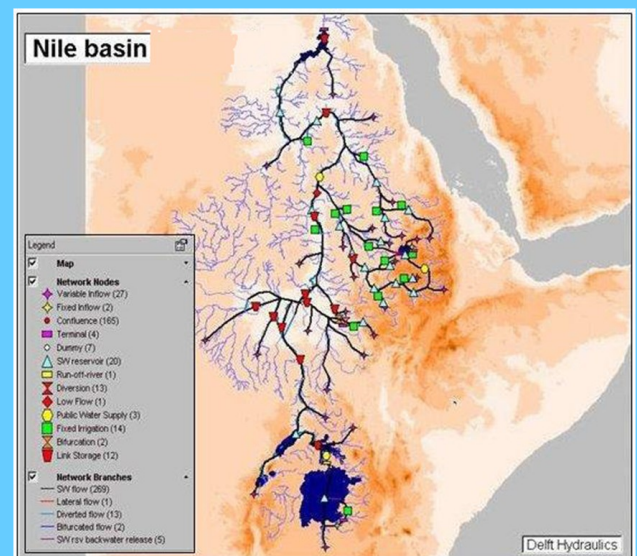 Nile basin
Legend
Map
Network Nodes
Variable Inflow (27)
Fixed Inflow (2)
Confluence (165)
Terminal (4)
Dummy (7)
SW reservoir (20)
Run-off-river (1)
Diversion (13)
Low Flow (1)
Public Water Supply (3)
Fixed Irrigation (14)
Bifurcation (2)
Link Storage (12)
Network Branches
SW flow (269)
Lateral flow (1)
Diverted flow (13)
Bifurcated flow (2)
SW rsv backwater release (5)
Delft Hydraulics